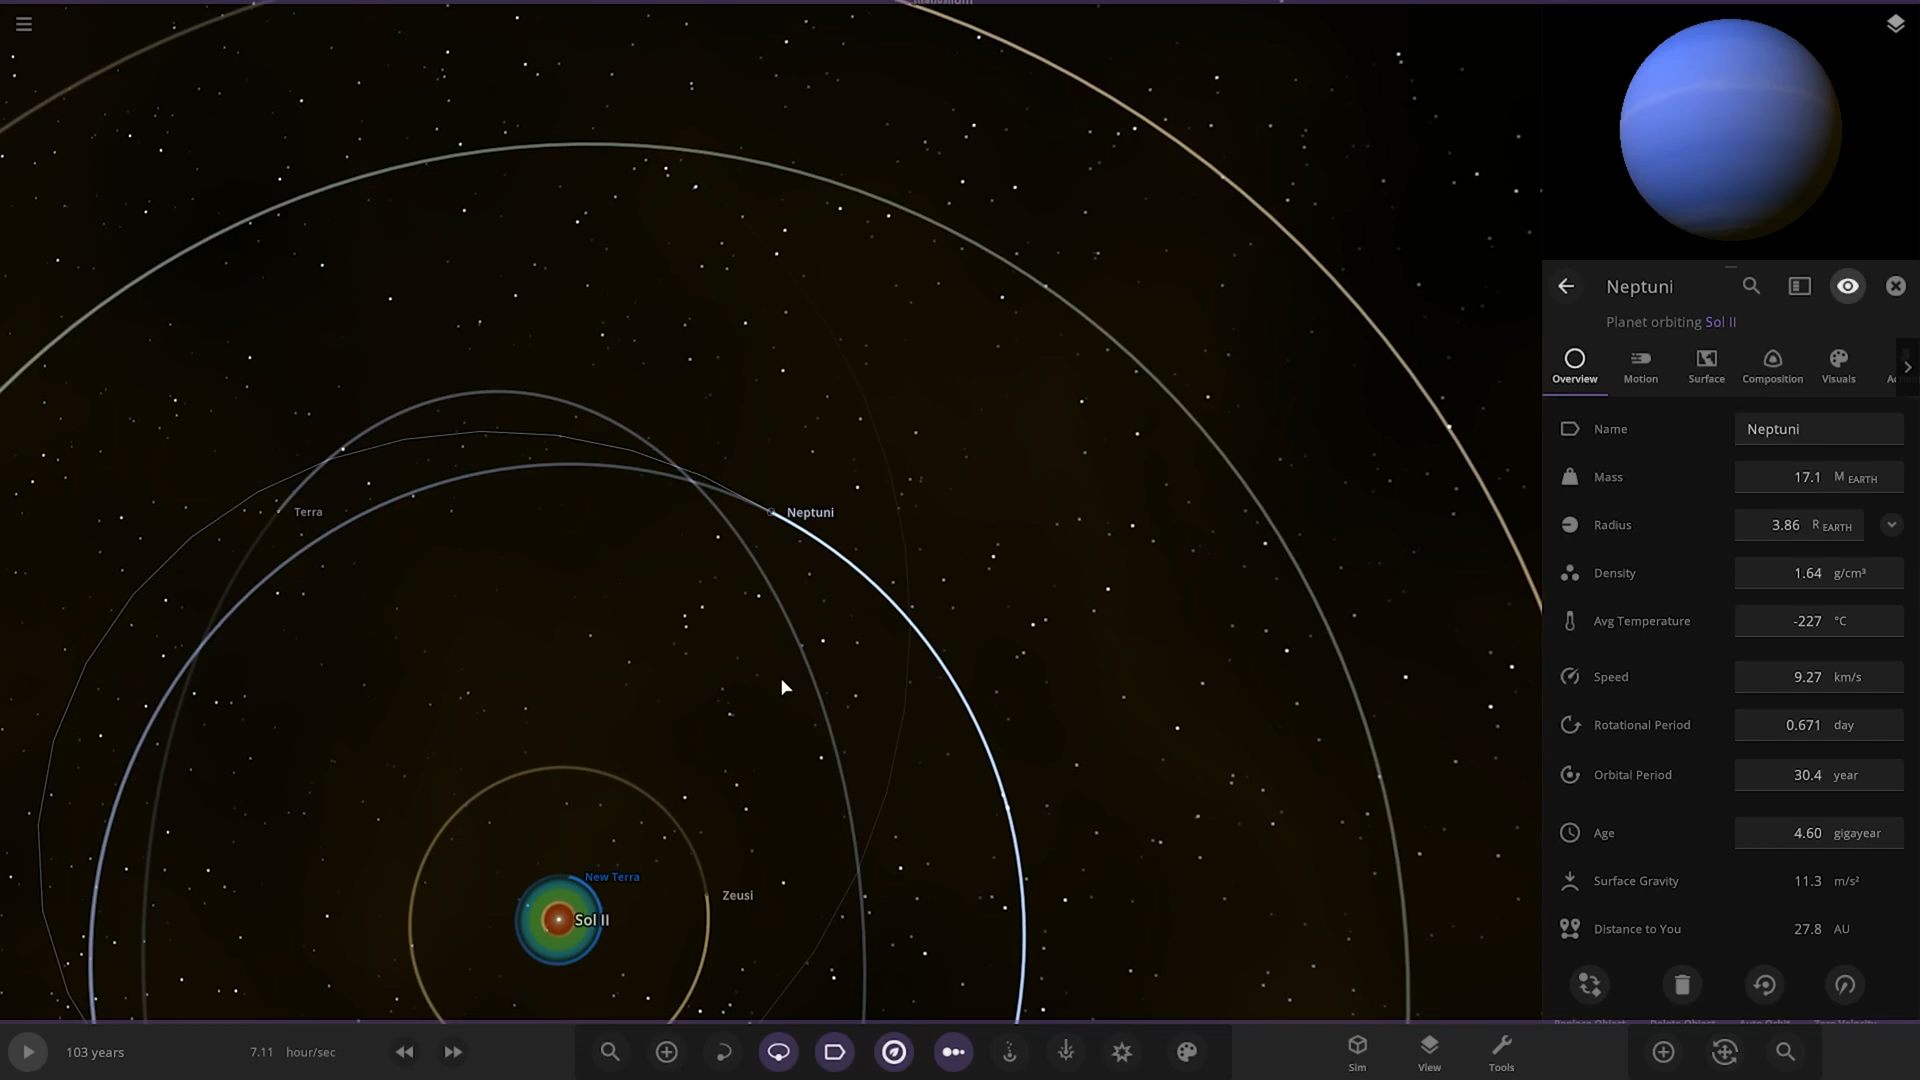 Terra
Neptuni
New Terra
Zeusi
Sol II
Neptuni
Planet orbiting Sol II
Overview
Motion
Surface
Composition
Visuals
Name Neptuni
Mass 17.1 M EARTH
Radius 3.86 R EARTH
Density 1.64 g/cm³
Avg Temperature -227 °C
Speed 9.27 km/s
Rotational Period 0.671 day
Orbital Period 30.4 year
Age 4.60 gigayear
Surface Gravity 11.3 m/s²
Distance to You 27.8 AU
103 years
7.11 hour/sec
Sim
View
Tools